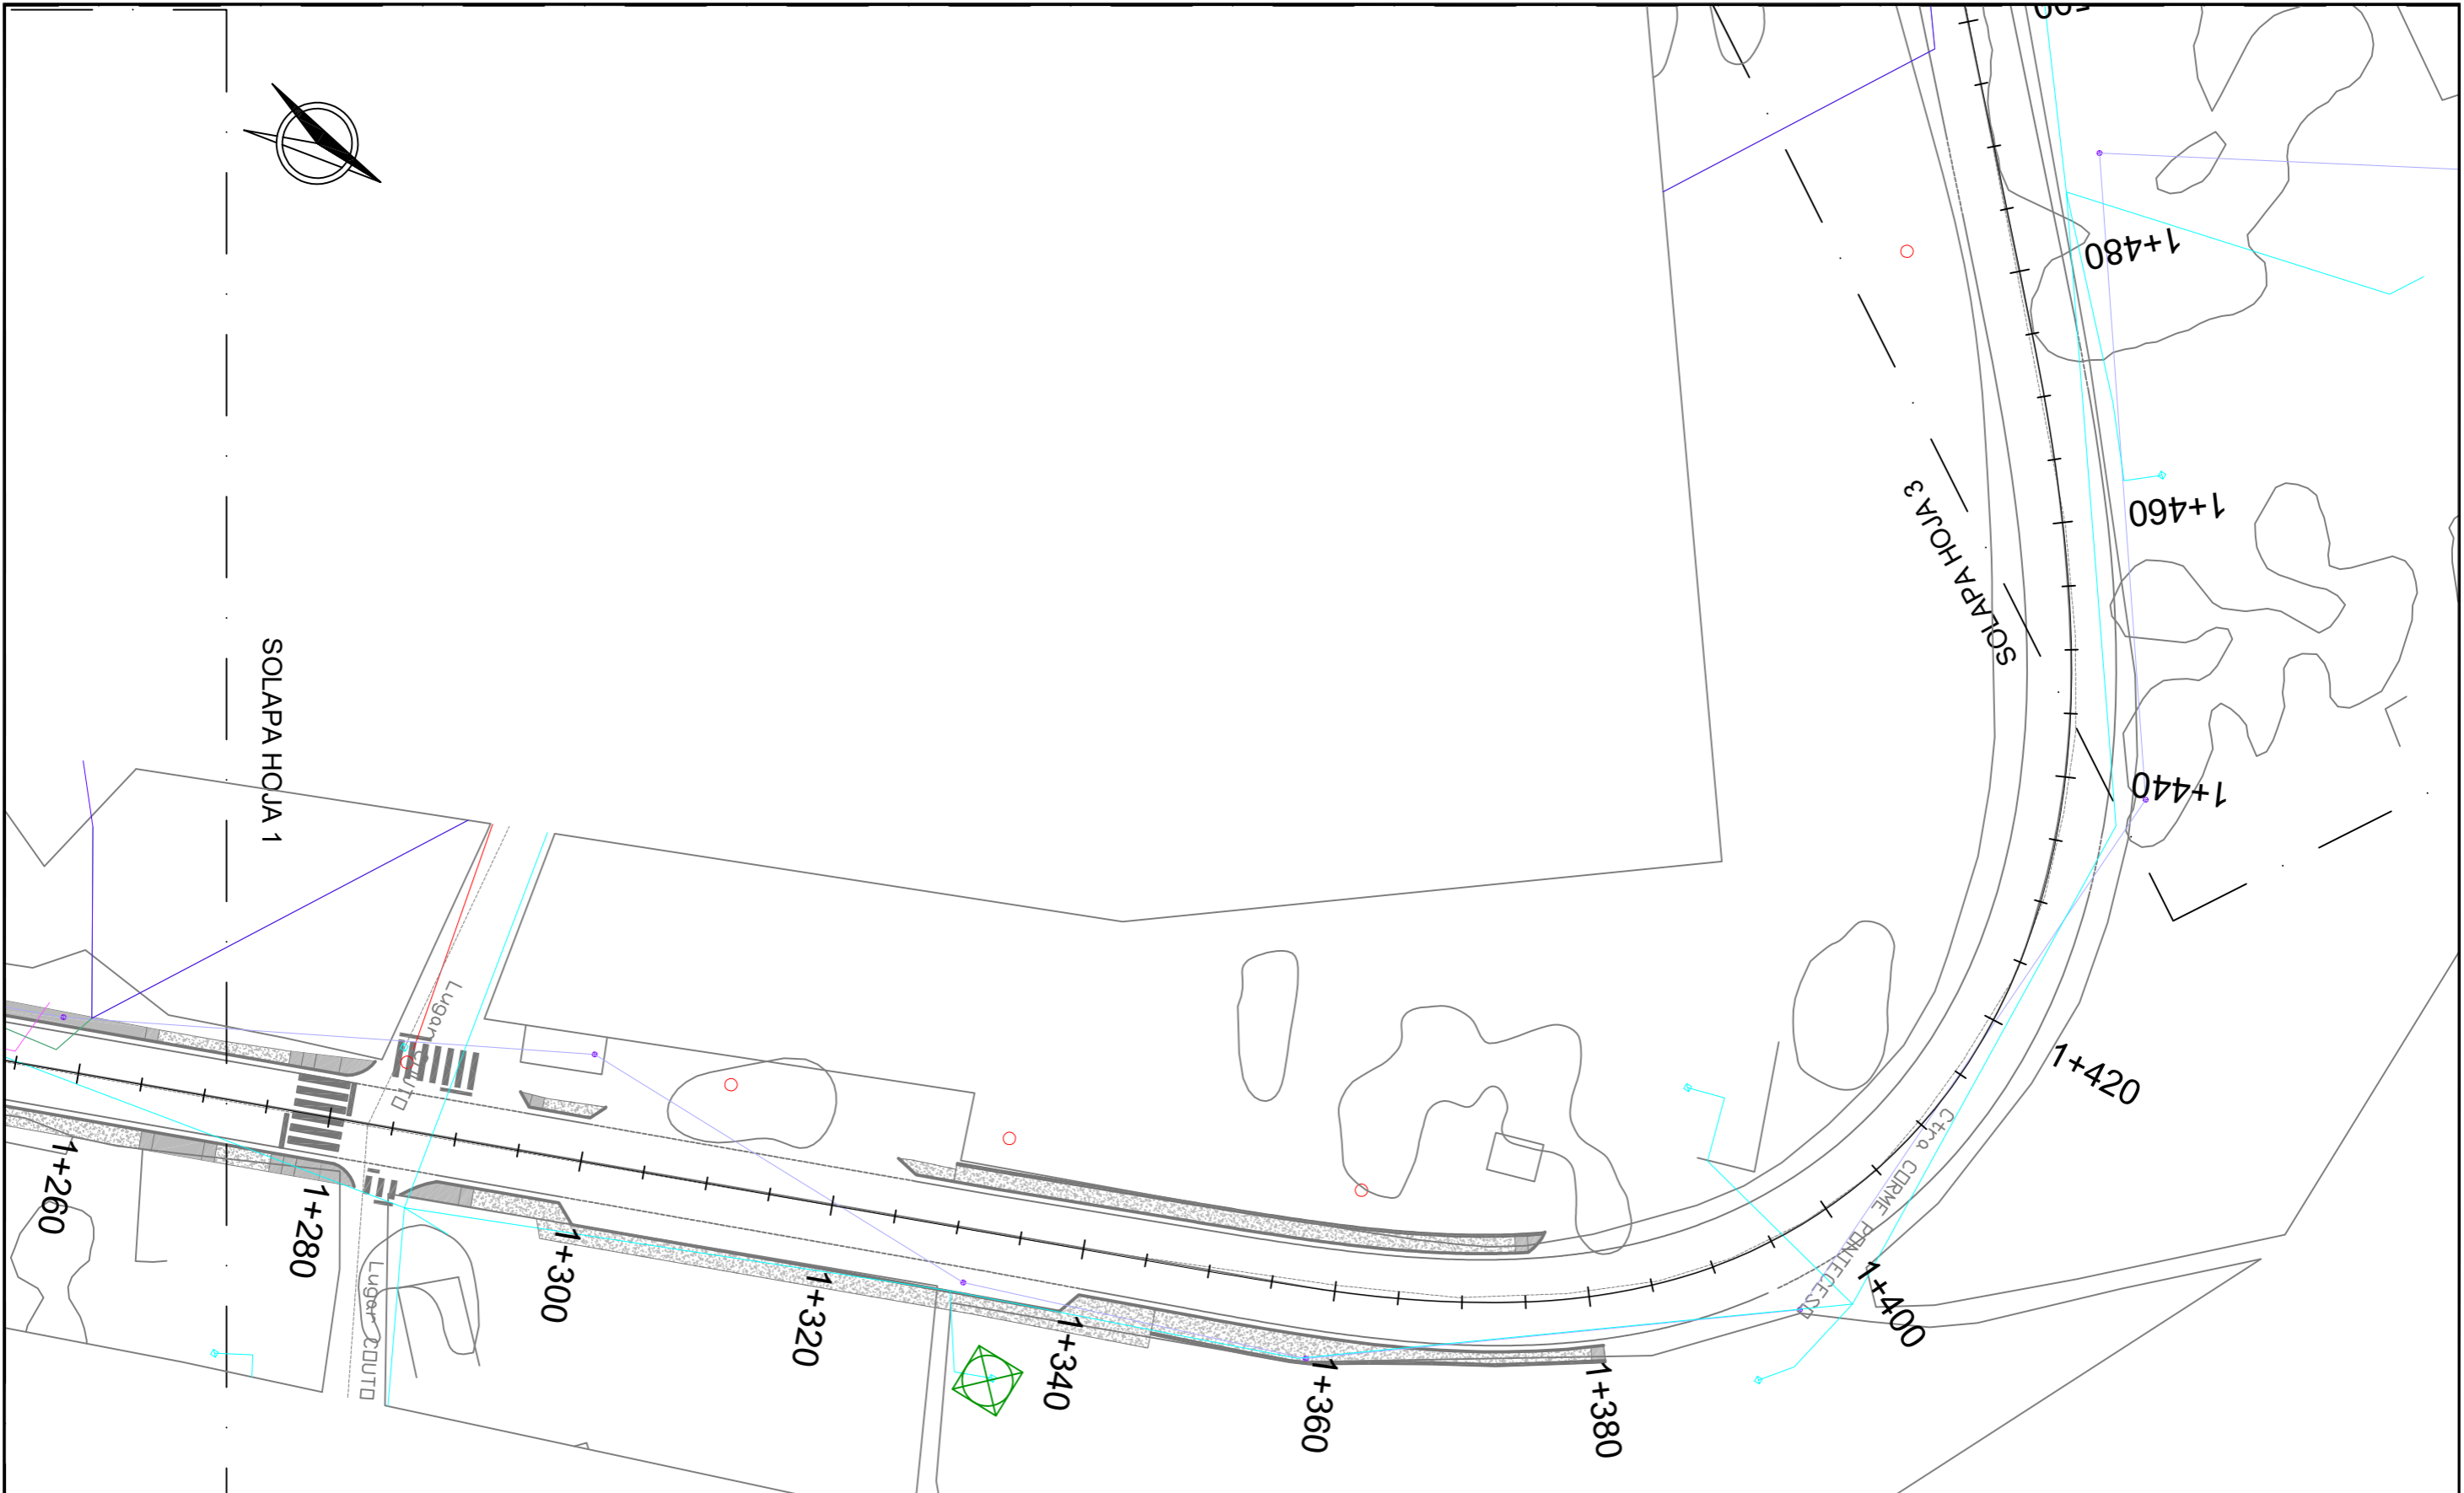 SOLAPA HOJA 1
SOLAPA HOJA 3
1+260
1+280
1+300
1+320
1+340
1+360
1+380
1+400
1+420
1+440
1+460
1+480
Lugar COUTO
Lugar COUTO
Ctra CORME PONTECESO